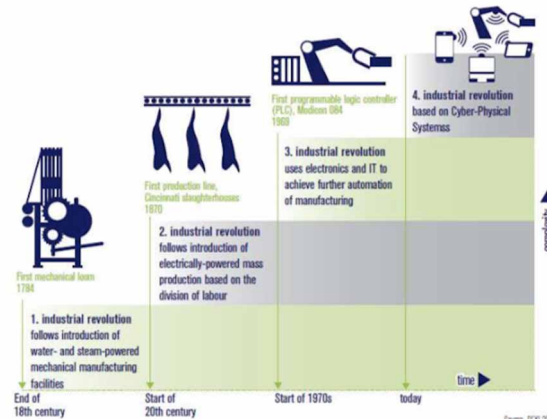 First programmable logic controller
(PLC), Modicon 084
1969
4. industrial revolution
based on Cyber-Physical
Systemss
First production line,
Cincinnati slaughterhouses
1870
3. industrial revolution
uses electronics and IT to
achieve further automation
of manufacturing
First mechanical loom
1784
2. industrial revolution
follows introduction of
electrically-powered mass
production based on the
division of labour
1. industrial revolution
follows introduction of
water- and steam-powered
mechanical manufacturing
facilities
time
End of
18th century
Start of
20th century
Start of 1970s
today